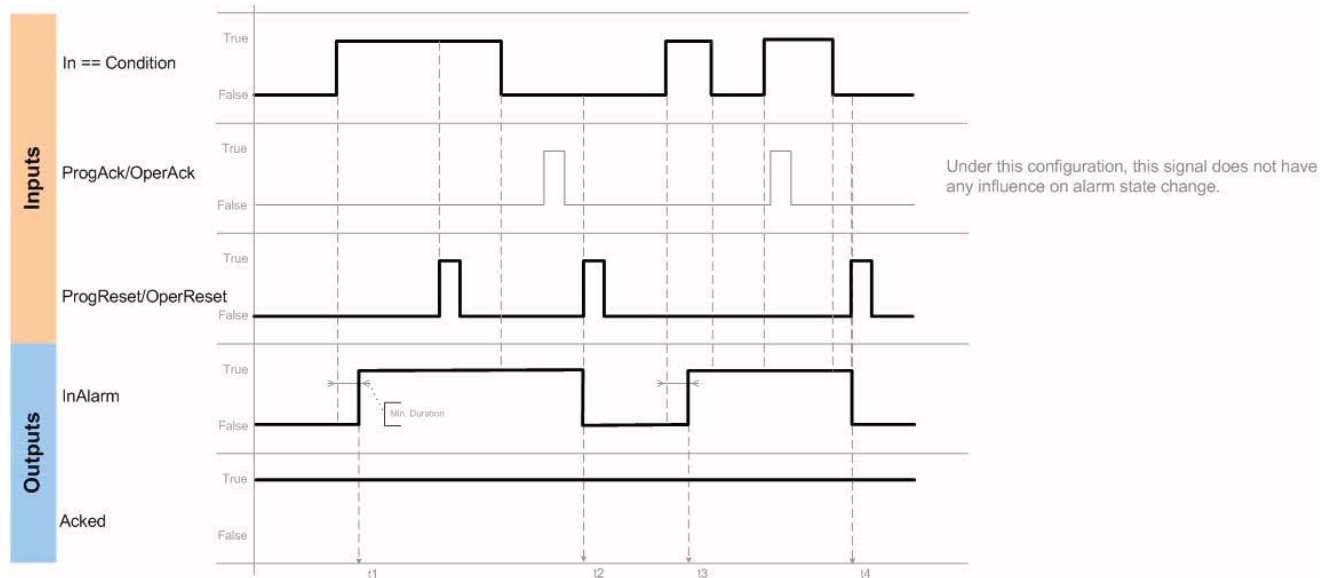 Inputs
Outputs
In == Condition
True
False
ProgAck/OperAck
True
False
Under this configuration, this signal does not have
any influence on alarm state change.
ProgReset/OperReset
True
False
InAlarm
True
False
Min. Duration
Acked
True
False
t1
t2
t3
t4